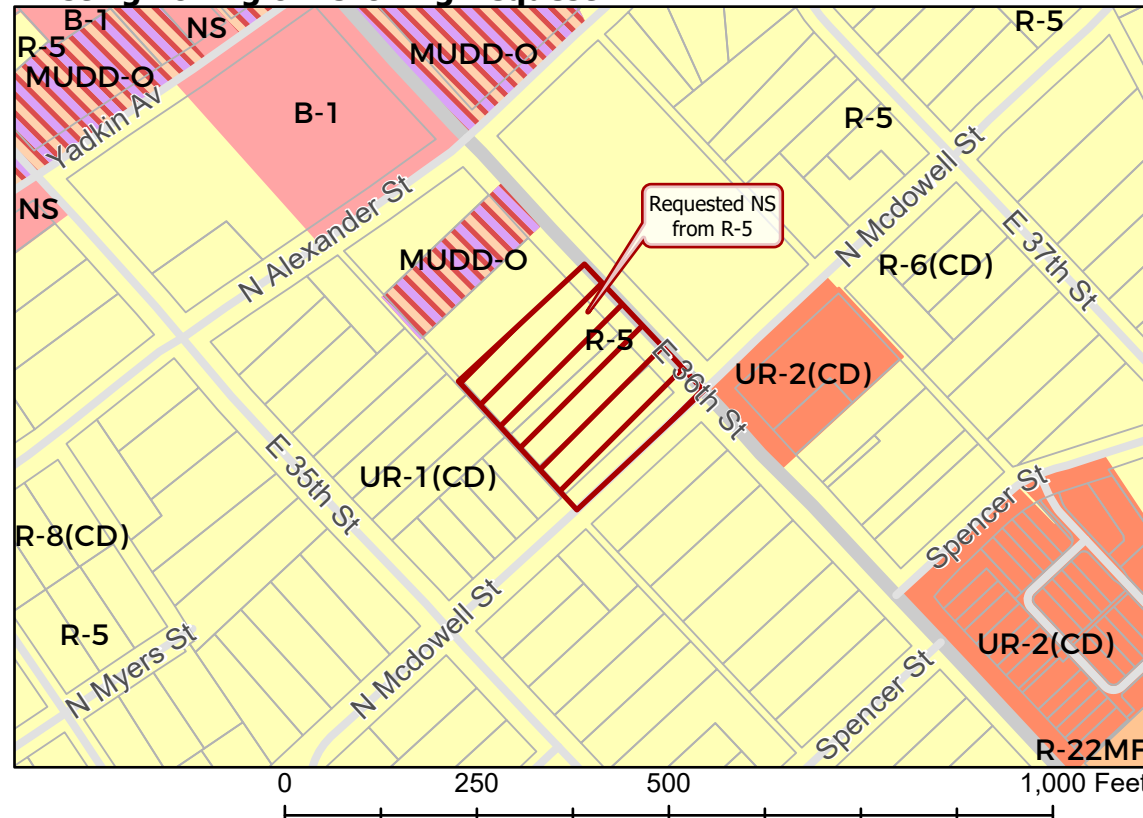 B-1
NS
R-5
R-5
MUDD-O
MUDD-O
Yadkin Av
B-1
R-5
N Mcdowell St
NS
Requested NS
from R-5
N Alexander St
E 37th St
MUDD-O
R-6(CD)
R-5
E 36th St
UR-2(CD)
E 35th St
UR-1(CD)
R-8(CD)
Spencer St
R-5
N Myers St
N Mcdowell St
UR-2(CD)
Spencer St
R-22MF
0
250
500
1,000 Feet